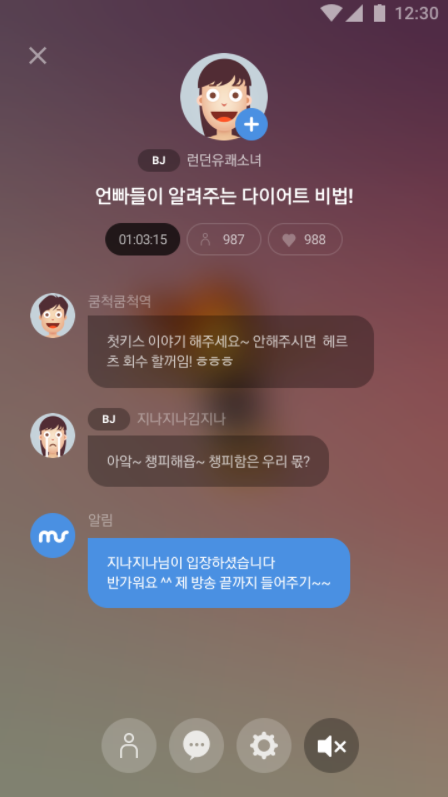 12:30
BJ 런던유쾌소녀
언빠들이 알려주는 다이어트 비법!
01:03:15 987 988
쿵척쿵척역
첫키스 이야기 해주세요~ 안해주시면 헤르
츠 회수 할꺼임! ㅎㅎㅎ
BJ 지나지나김지나
아앜~ 챙피해욥~ 챙피함은 우리 몫?
알림
지나지나님이 입장하셨습니다
반가워요 ^^ 제 방송 끝까지 들어주기~~